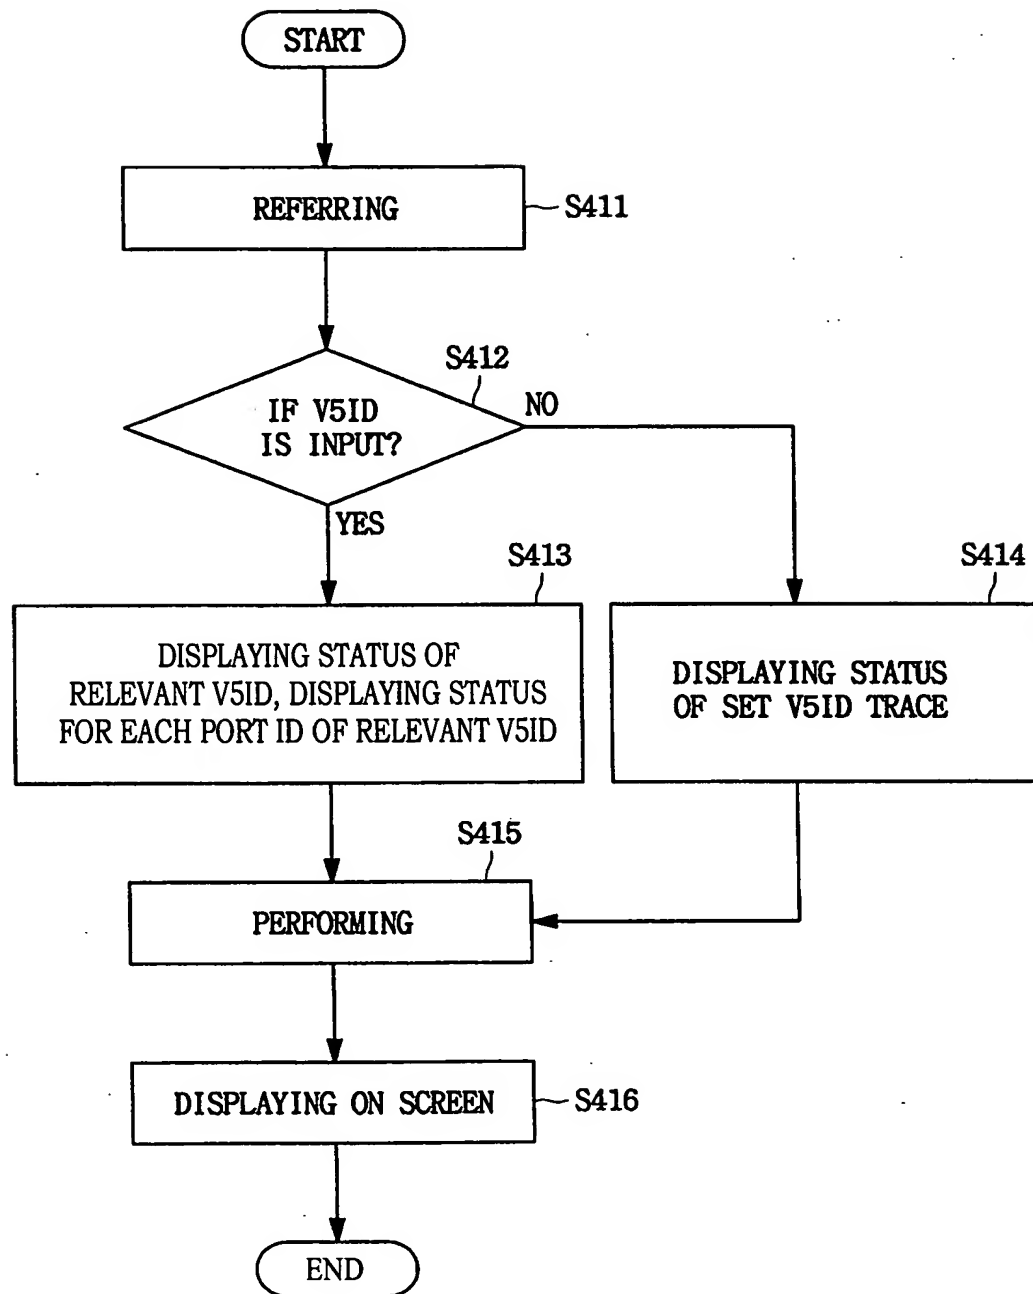 START
REFERRING
S411
S412
IF V5ID
IS INPUT?
NO
YES
S413
S414
DISPLAYING STATUS OF
RELEVANT V5ID, DISPLAYING STATUS
FOR EACH PORT ID OF RELEVANT V5ID
DISPLAYING STATUS
OF SET V5ID TRACE
S415
PERFORMING
DISPLAYING ON SCREEN
S416
END